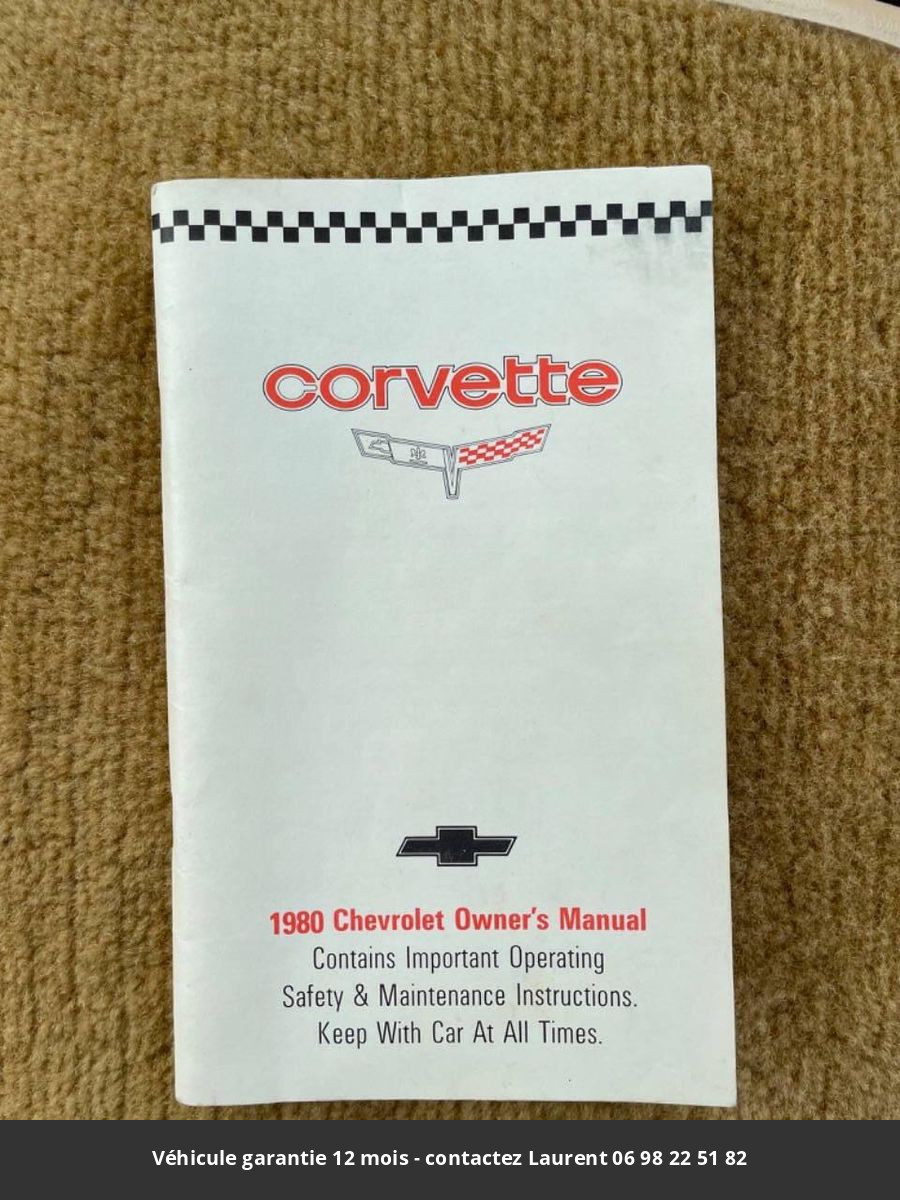 corvette
1980 Chevrolet Owner's Manual
Contains Important Operating
Safety & Maintenance Instructions.
Keep With Car At All Times.
Véhicule garantie 12 mois - contactez Laurent 06 98 22 51 82